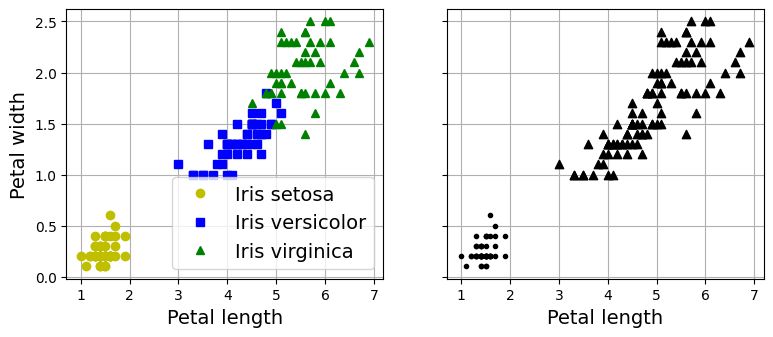 2.5
2.0
1.5
1.0
0.5
0.0
Petal width
Iris setosa
Iris versicolor
Iris virginica
1 2 3 4 5 6 7
Petal length
1 2 3 4 5 6 7
Petal length